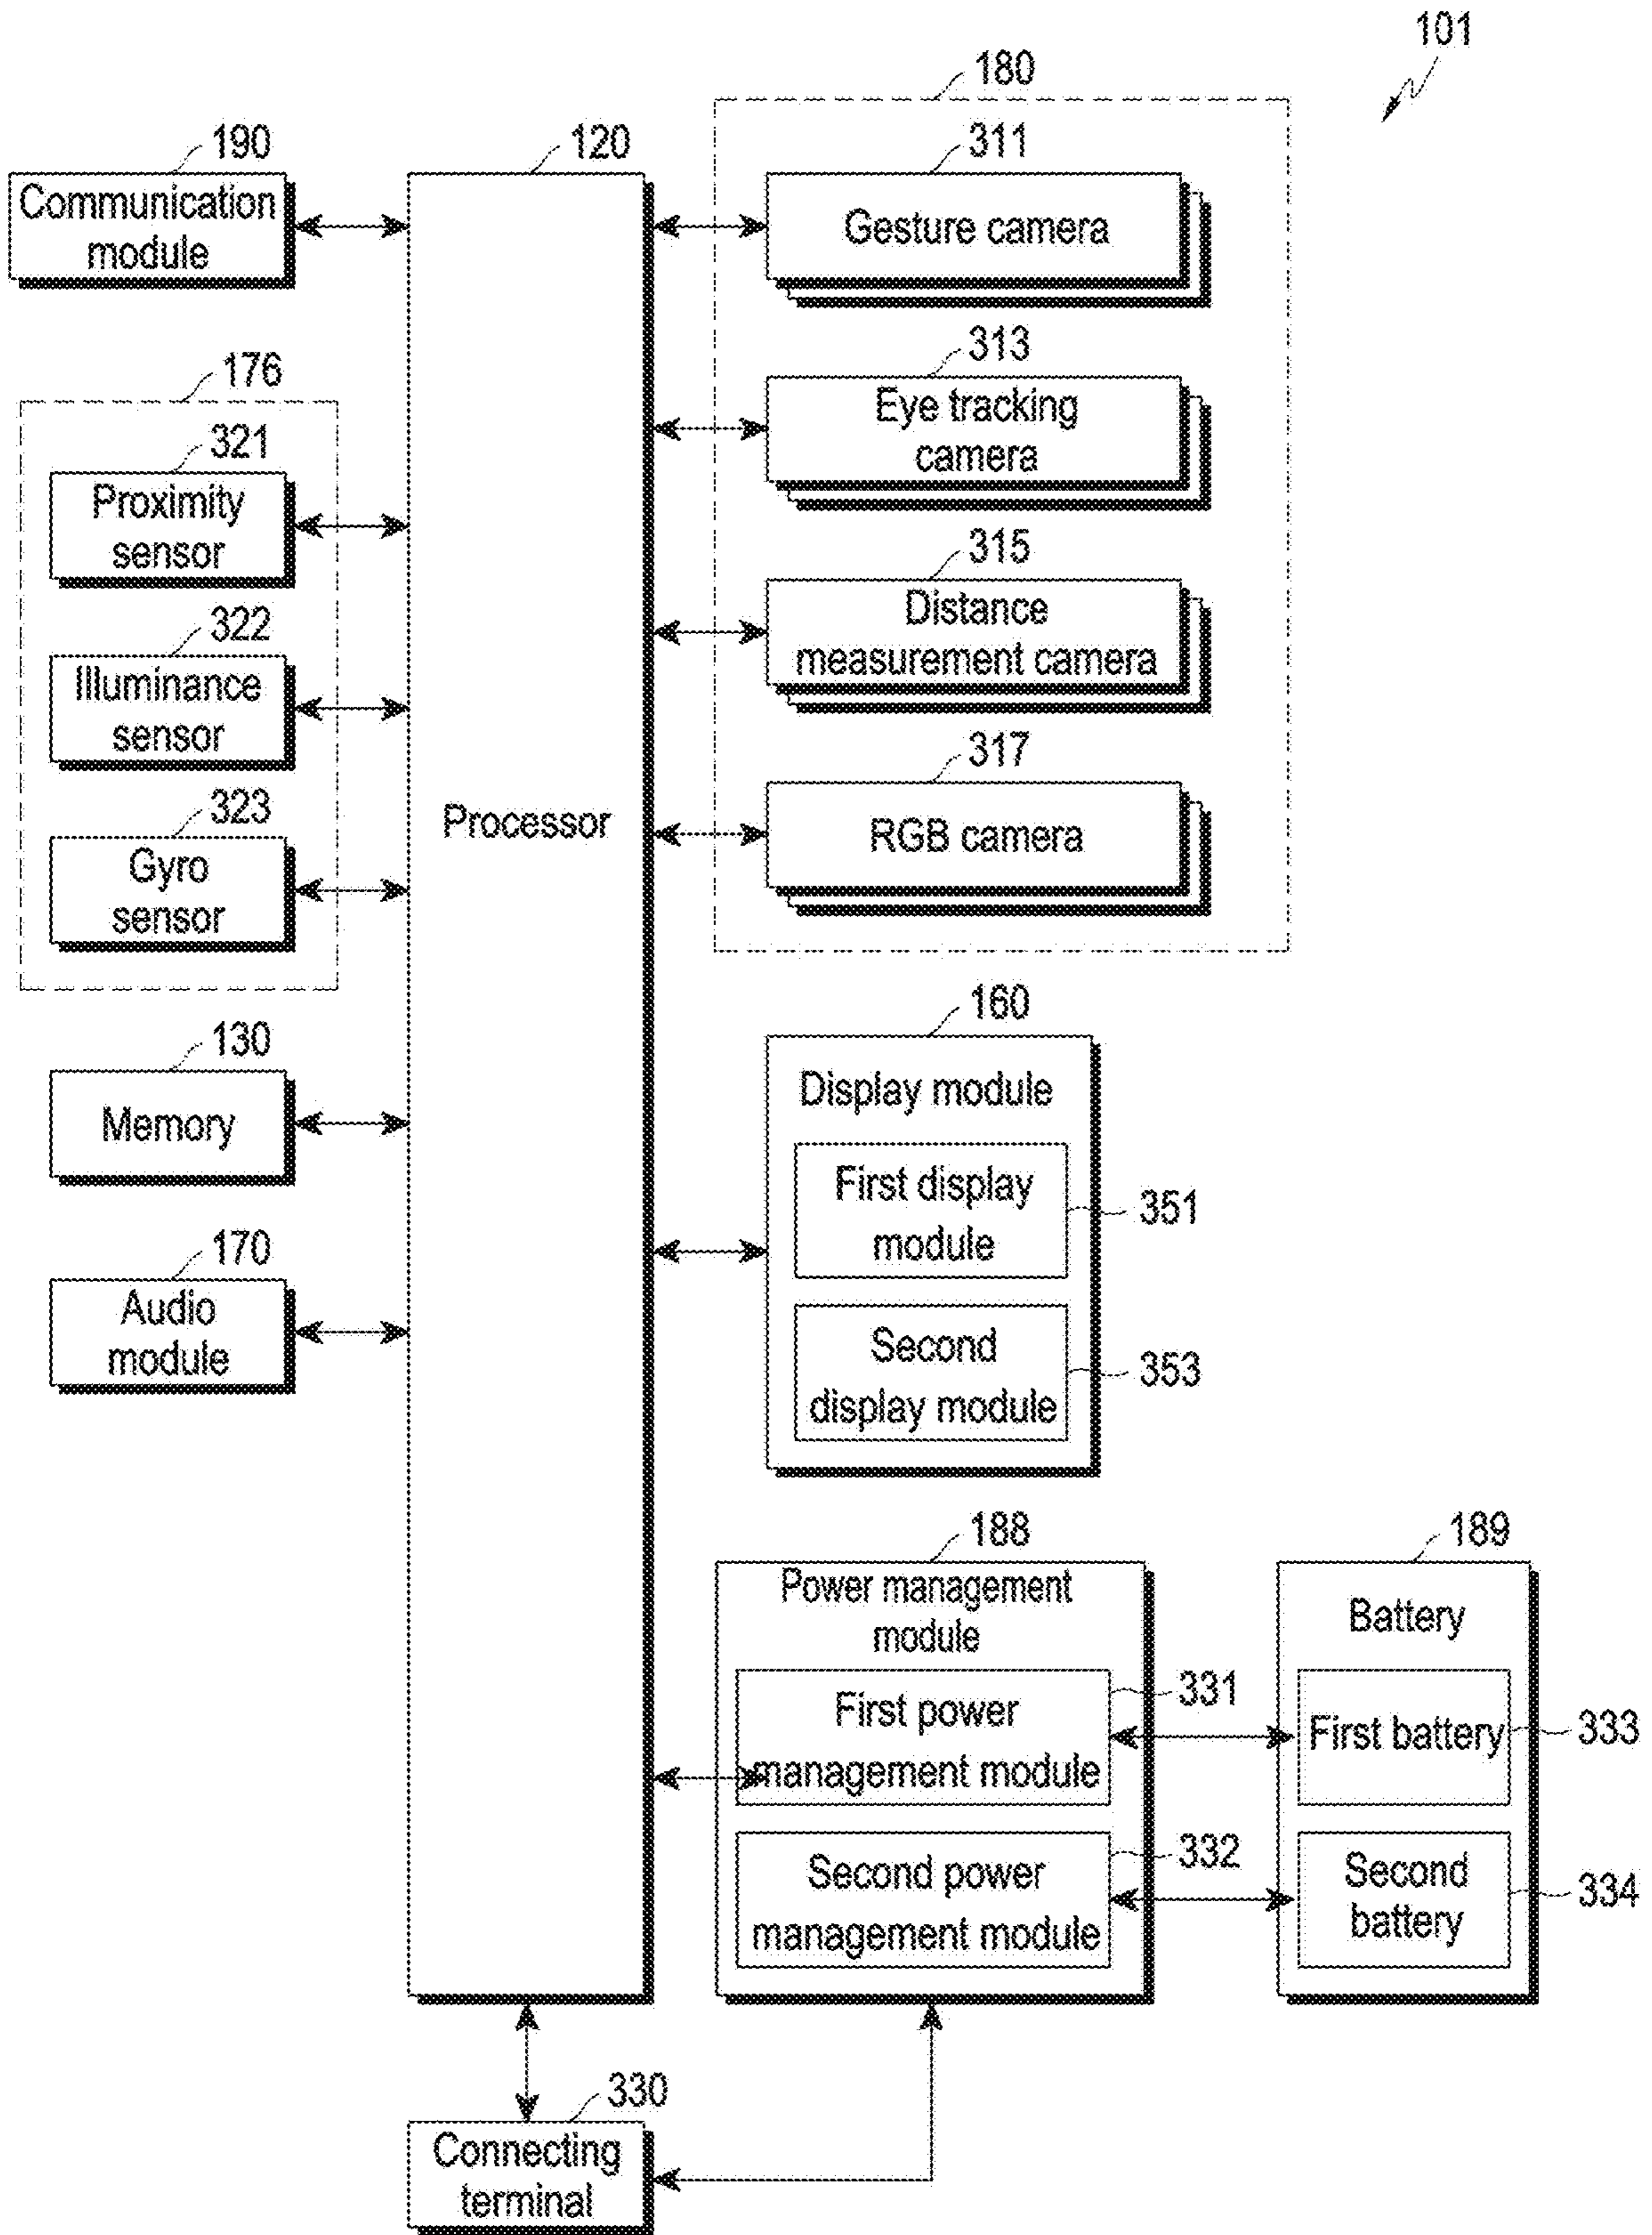 101
180
190
120
311
Communication
module
Gesture camera
176
313
321
Eye tracking
camera
Proximity
sensor
315
322
Distance
measurement camera
Illuminance
sensor
317
323
Processor
RGB camera
Gyro
sensor
160
130
Display module
Memory
First display
module
351
170
Audio
module
Second
display module
353
188
189
Power management
module
Battery
331
First power
management module
First battery
333
332
Second power
management module
Second
battery
334
330
Connecting
terminal